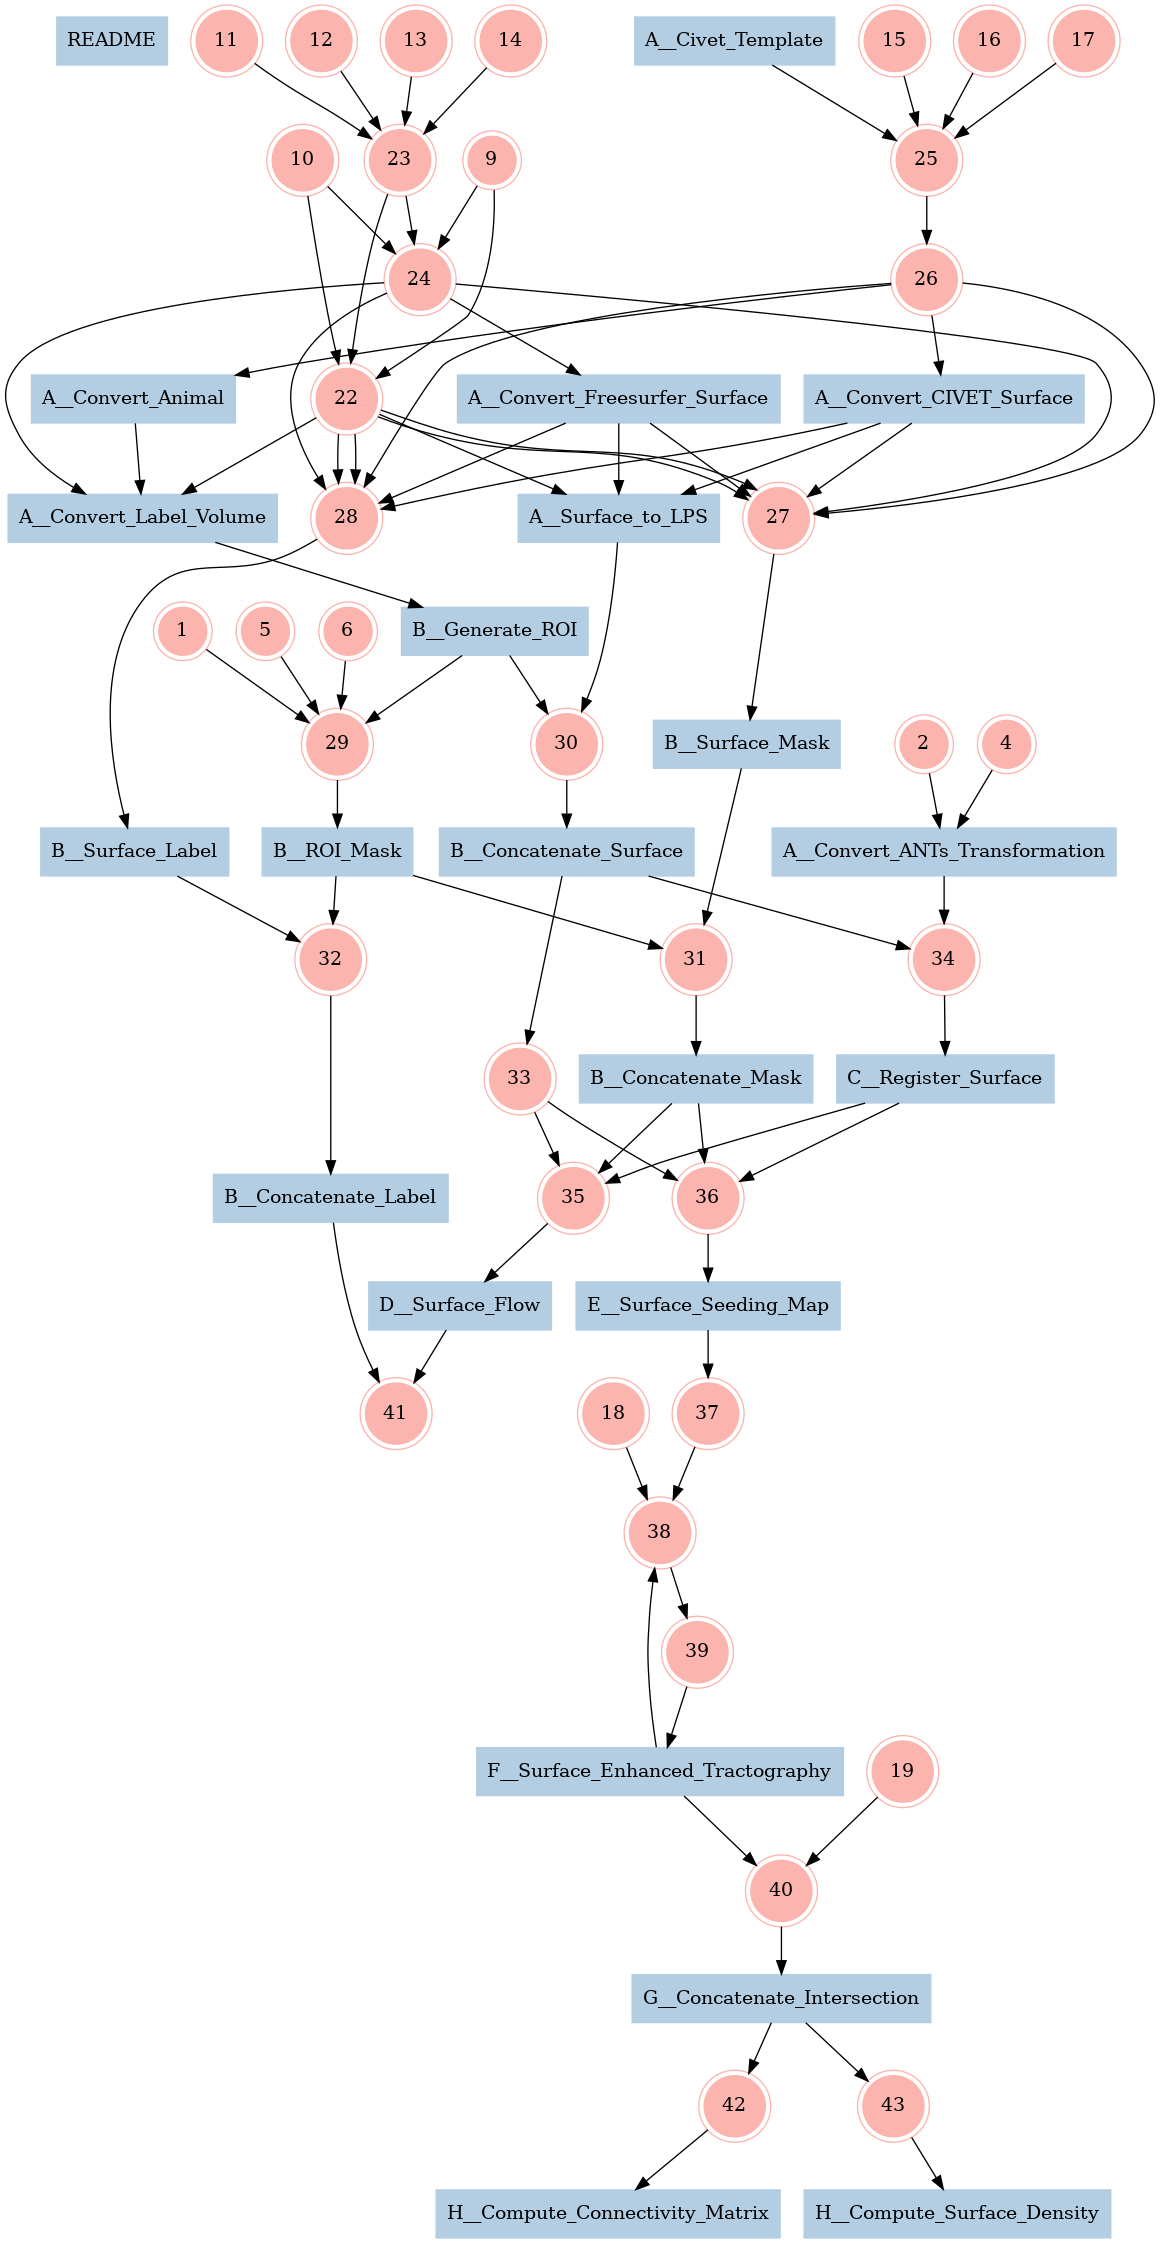 README
11
12
13
14
A__Civet_Template
15
16
17
10
23
9
25
24
26
A__Convert_Animal
22
A__Convert_Freesurfer_Surface
A__Convert_CIVET_Surface
A__Convert_Label_Volume
28
A__Surface_to_LPS
27
1
5
6
B__Generate_ROI
29
30
B__Surface_Mask
2
4
B__Surface_Label
B__ROI_Mask
B__Concatenate_Surface
A__Convert_ANTs_Transformation
32
31
34
33
B__Concatenate_Mask
C__Register_Surface
B__Concatenate_Label
35
36
D__Surface_Flow
E__Surface_Seeding_Map
41
18
37
38
39
F__Surface_Enhanced_Tractography
19
40
G__Concatenate_Intersection
42
43
H__Compute_Connectivity_Matrix
H__Compute_Surface_Density